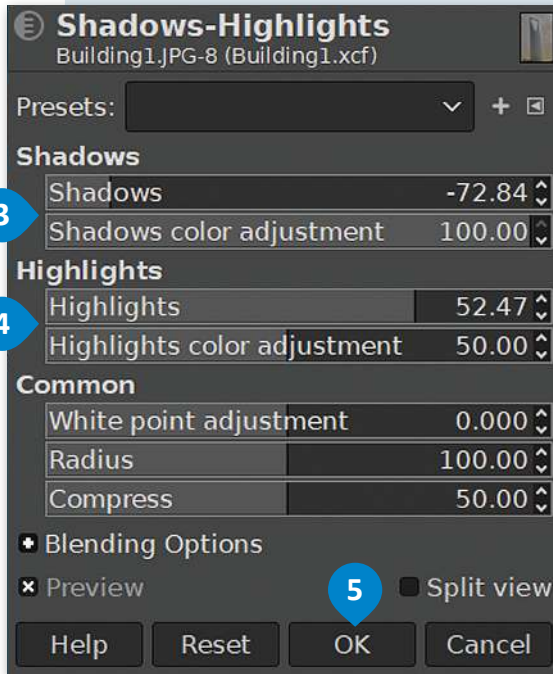 Shadows-Highlights
Building1.JPG-8 (Building1.xcf)
Presets:
Shadows
Shadows -72.84
3
Shadows color adjustment 100.00
Highlights
Highlights 52.47
4
Highlights color adjustment 50.00
Common
White point adjustment 0.000
Radius 100.00
Compress 50.00
Blending Options
Preview 5 Split view
Help Reset OK Cancel